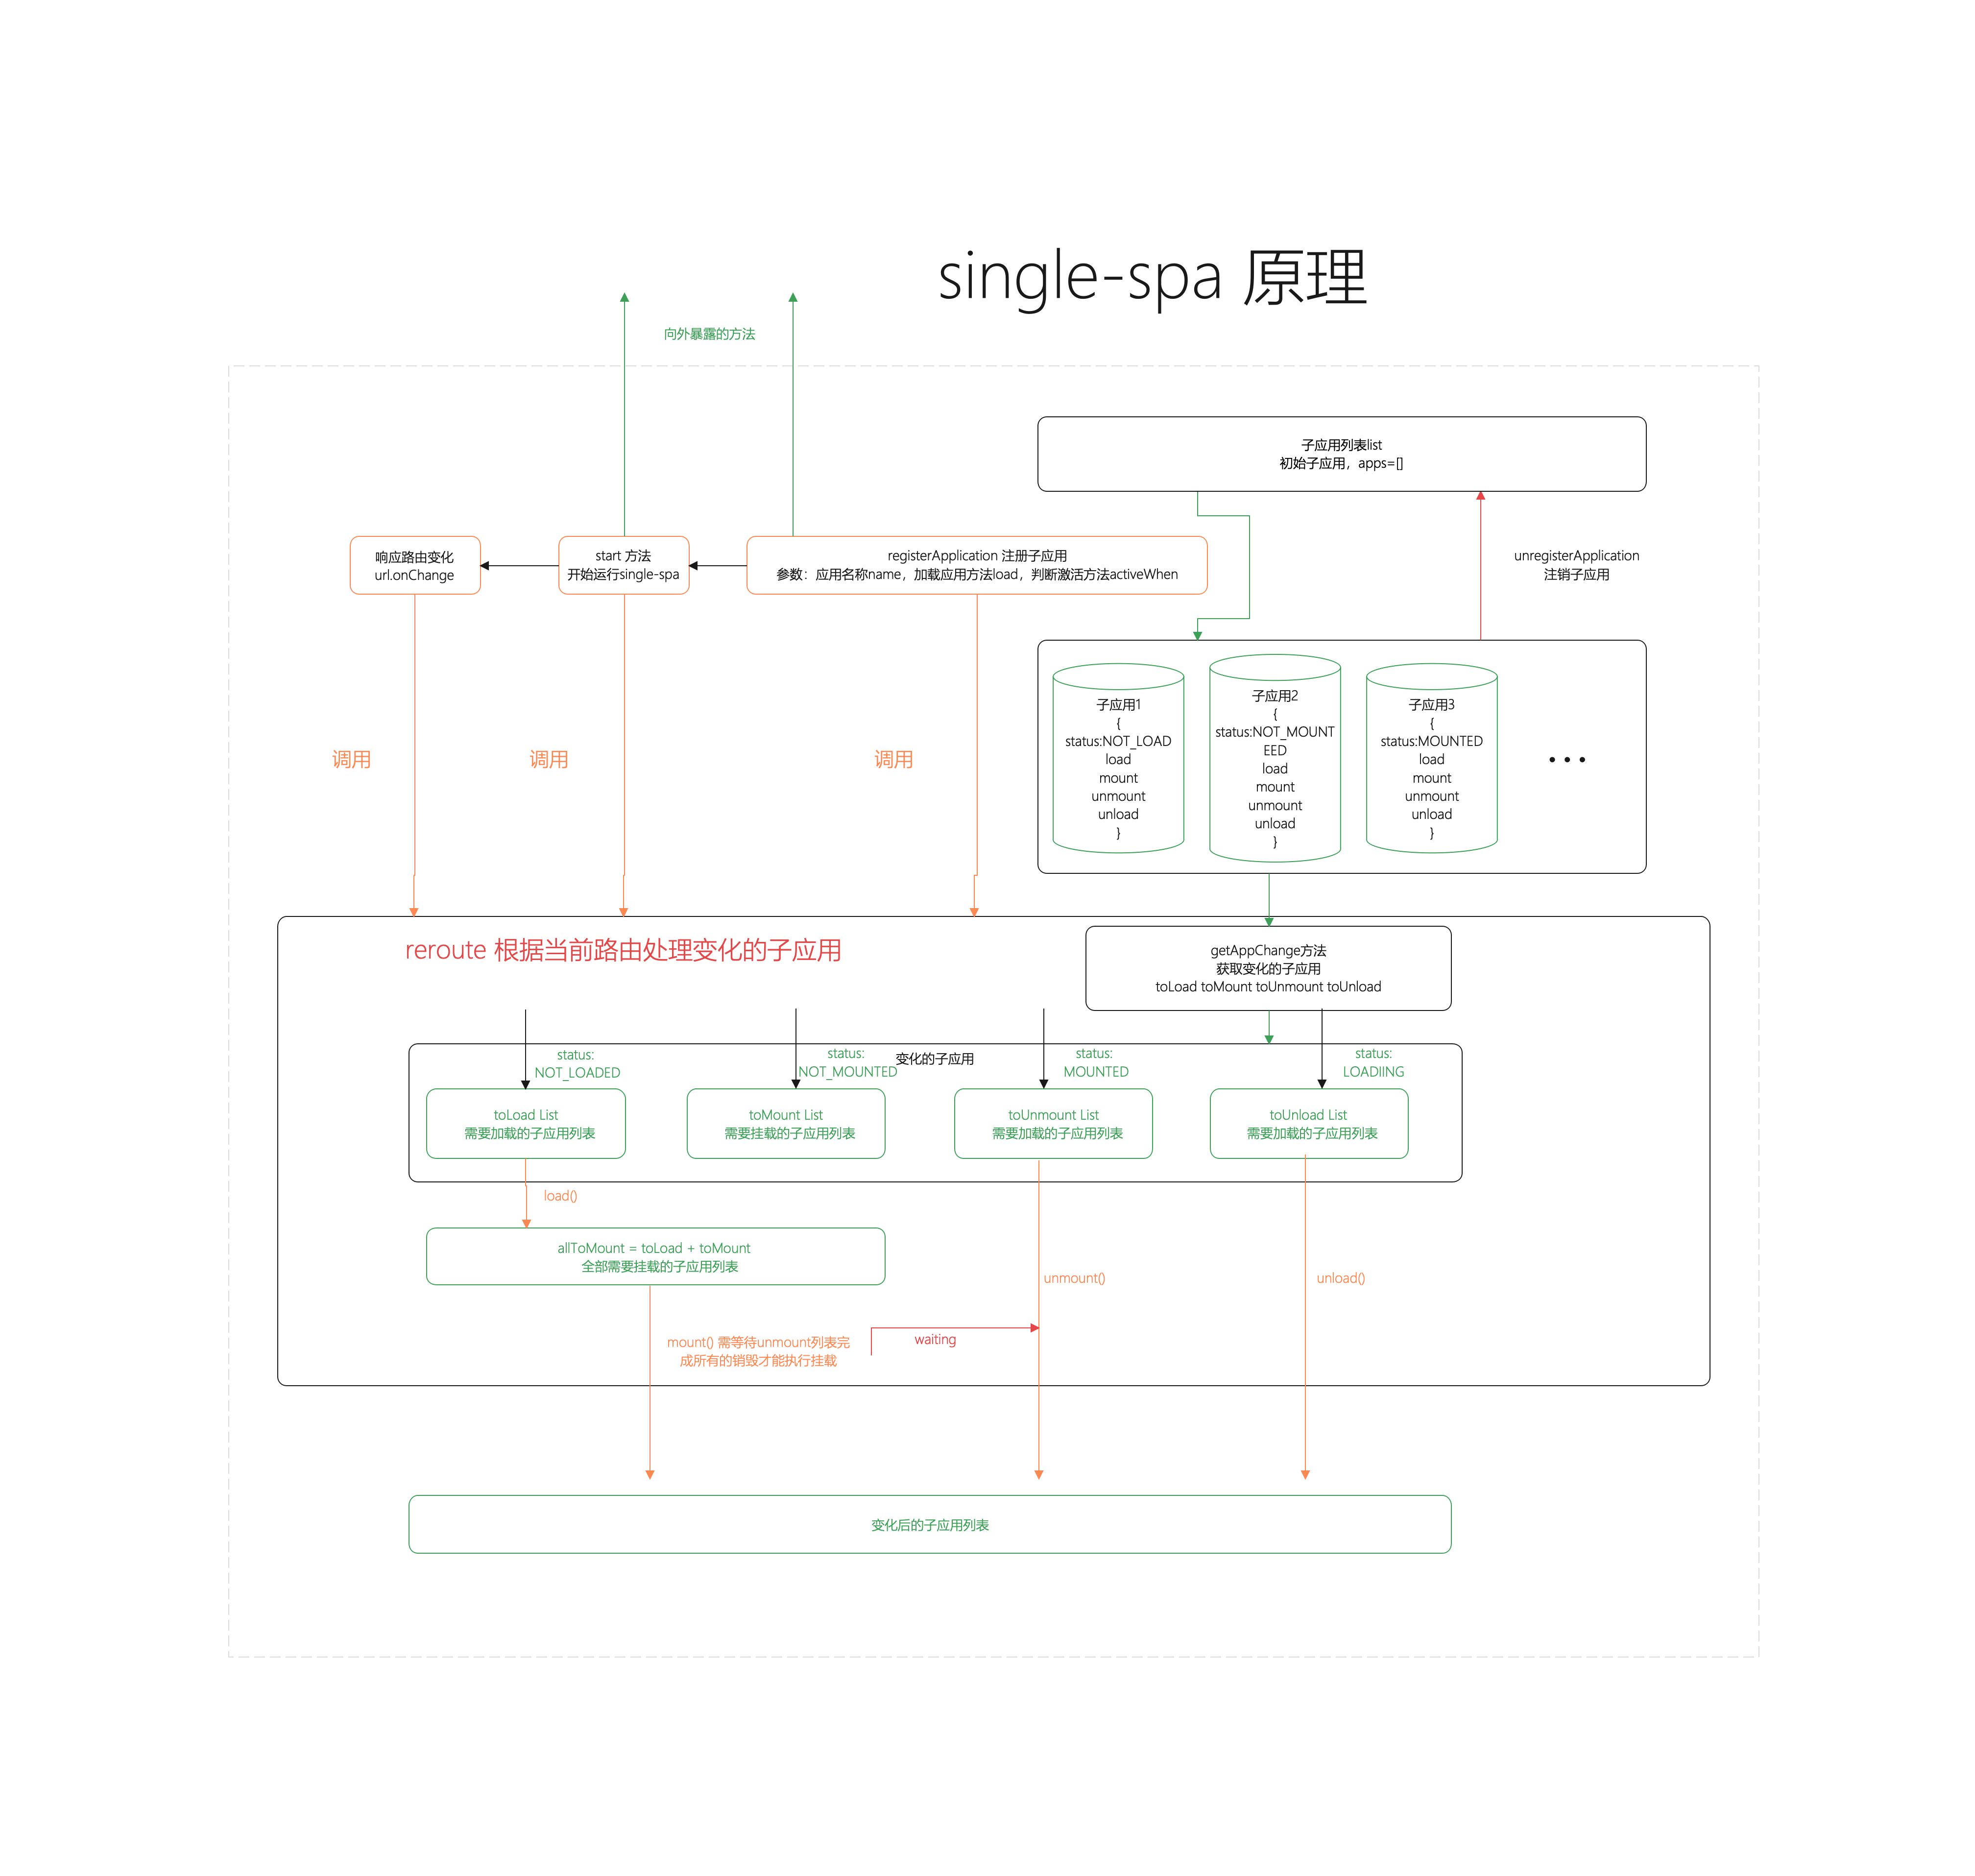 single-spa 原理
向外暴露的方法
子应用列表list
初始子应用，apps=[]
响应路由变化
url.onChange
start 方法
开始运行single-spa
registerApplication 注册子应用
参数：应用名称name，加载应用方法load，判断激活方法activeWhen
unregisterApplication
注销子应用
子应用1
{
status:NOT_LOAD
load
mount
unmount
unload
}
子应用2
{
status:NOT_MOUNT
EED
load
mount
unmount
unload
}
子应用3
{
status:MOUNTED
load
mount
unmount
unload
}
• • •
调用
调用
调用
reroute 根据当前路由处理变化的子应用
getAppChange方法
获取变化的子应用
toLoad toMount toUnmount toUnload
变化的子应用
status:
NOT_LOADED
status:
NOT_MOUNTED
status:
MOUNTED
status:
LOADIING
toLoad List
需要加载的子应用列表
toMount List
需要挂载的子应用列表
toUnmount List
需要加载的子应用列表
toUnload List
需要加载的子应用列表
load()
allToMount = toLoad + toMount
全部需要挂载的子应用列表
unmount()
unload()
mount() 需等待unmount列表完
成所有的销毁才能执行挂载
waiting
变化后的子应用列表